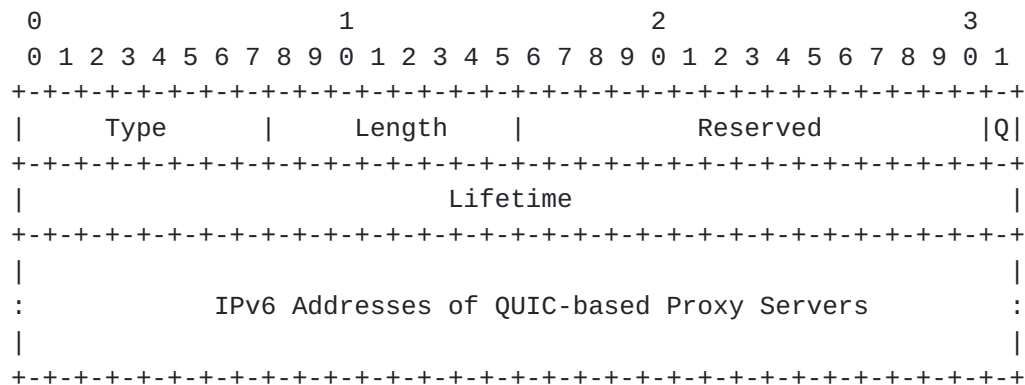 0                   1                   2                   3
 0 1 2 3 4 5 6 7 8 9 0 1 2 3 4 5 6 7 8 9 0 1 2 3 4 5 6 7 8 9 0 1
+-+-+-+-+-+-+-+-+-+-+-+-+-+-+-+-+-+-+-+-+-+-+-+-+-+-+-+-+-+-+-+-+
|     Type      |     Length    |           Reserved          |Q|
+-+-+-+-+-+-+-+-+-+-+-+-+-+-+-+-+-+-+-+-+-+-+-+-+-+-+-+-+-+-+-+-+
|                           Lifetime                            |
+-+-+-+-+-+-+-+-+-+-+-+-+-+-+-+-+-+-+-+-+-+-+-+-+-+-+-+-+-+-+-+-+
|                                                               |
:            IPv6 Addresses of QUIC-based Proxy Servers         :
|                                                               |
+-+-+-+-+-+-+-+-+-+-+-+-+-+-+-+-+-+-+-+-+-+-+-+-+-+-+-+-+-+-+-+-+